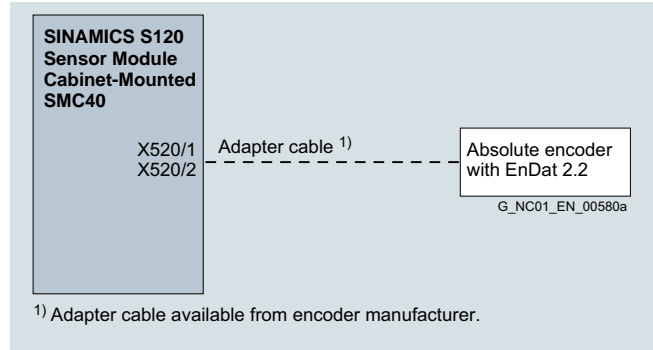 SINAMICS S120
Sensor Module
Cabinet-Mounted
SMC40
X520/1
X520/2
Adapter cable 1)
Absolute encoder
with EnDat 2.2
G_NC01_EN_00580a
1) Adapter cable available from encoder manufacturer.